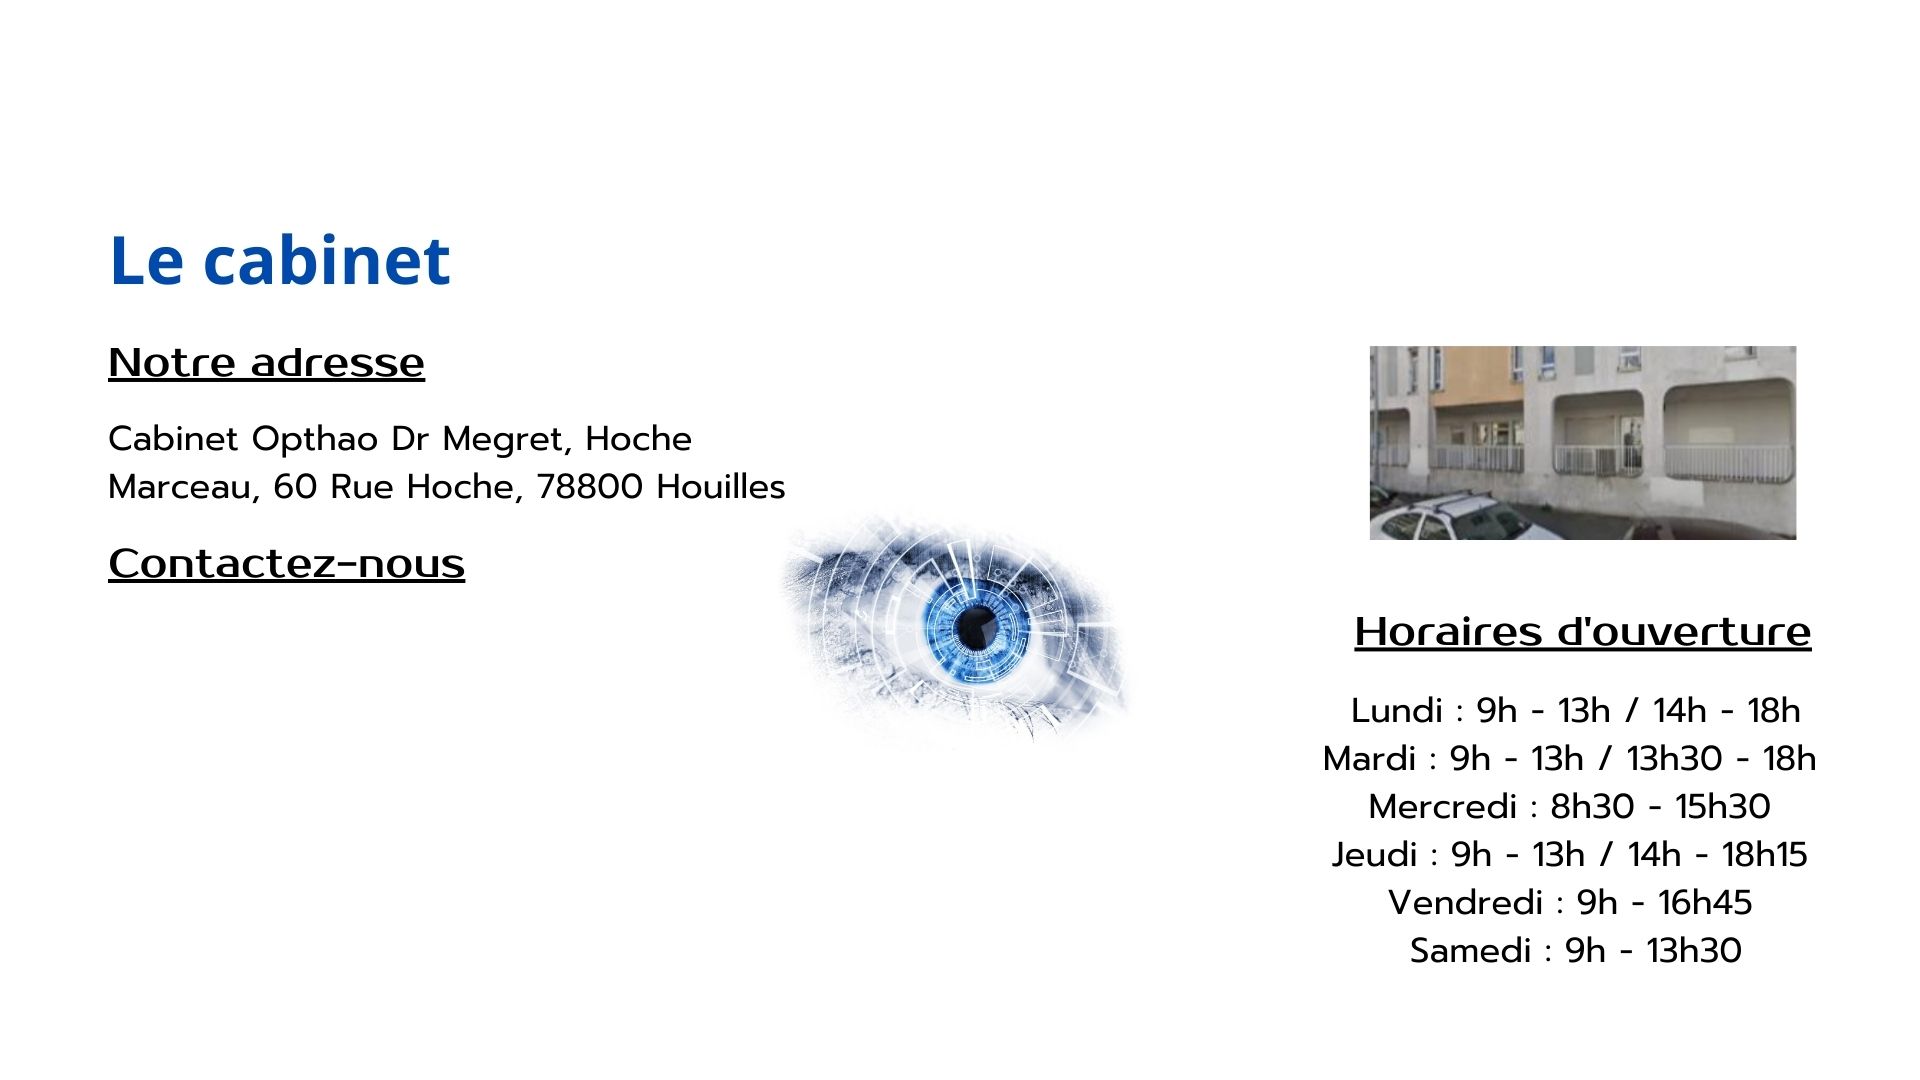 Le cabinet
Notre adresse
Cabinet Opthao Dr Megret, Hoche
Marceau, 60 Rue Hoche, 78800 Houilles
Contactez-nous
Horaires d'ouverture
Lundi : 9h - 13h / 14h - 18h
Mardi : 9h - 13h / 13h30 - 18h
Mercredi : 8h30 - 15h30
Jeudi : 9h - 13h / 14h - 18h15
Vendredi : 9h - 16h45
Samedi : 9h - 13h30